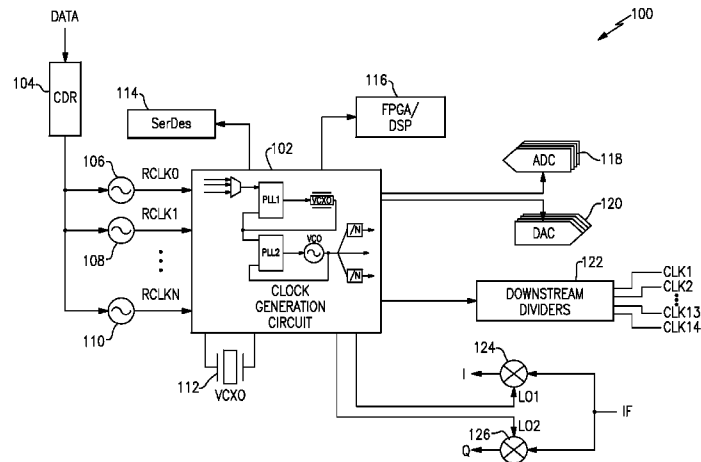 DATA
100
104
CDR
114
SerDes
116
FPGA/
DSP
102
106
RCLK0
ADC
118
PLL1
VCXO
RCLK1
108
DAC
120
PLL2
VCO
/N
/N
CLOCK
GENERATION
CIRCUIT
122
DOWNSTREAM
DIVIDERS
CLK1
CLK2
CLK13
CLK14
RCLKN
110
112
VCXO
124
I
LO1
LO2
IF
126
Q